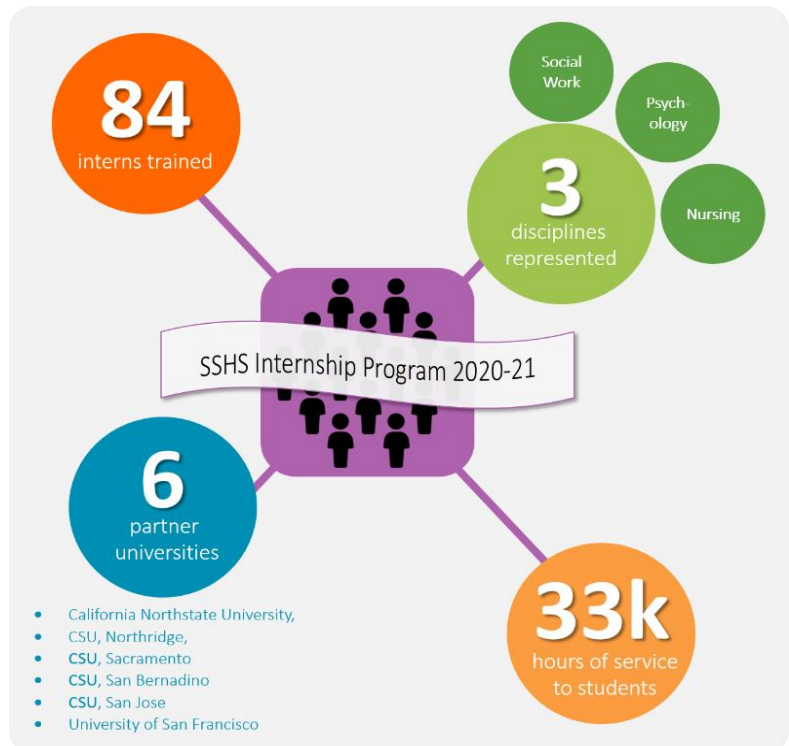 84
interns trained
Social
Work
Psych-
ology
Nursing
3
disciplines
represented
SSHS Internship Program 2020-21
6
partner
universities
• California Northstate University,
• CSU, Northridge,
• CSU, Sacramento
• CSU, San Bernadino
• CSU, San Jose
• University of San Francisco
33k
hours of service
to students